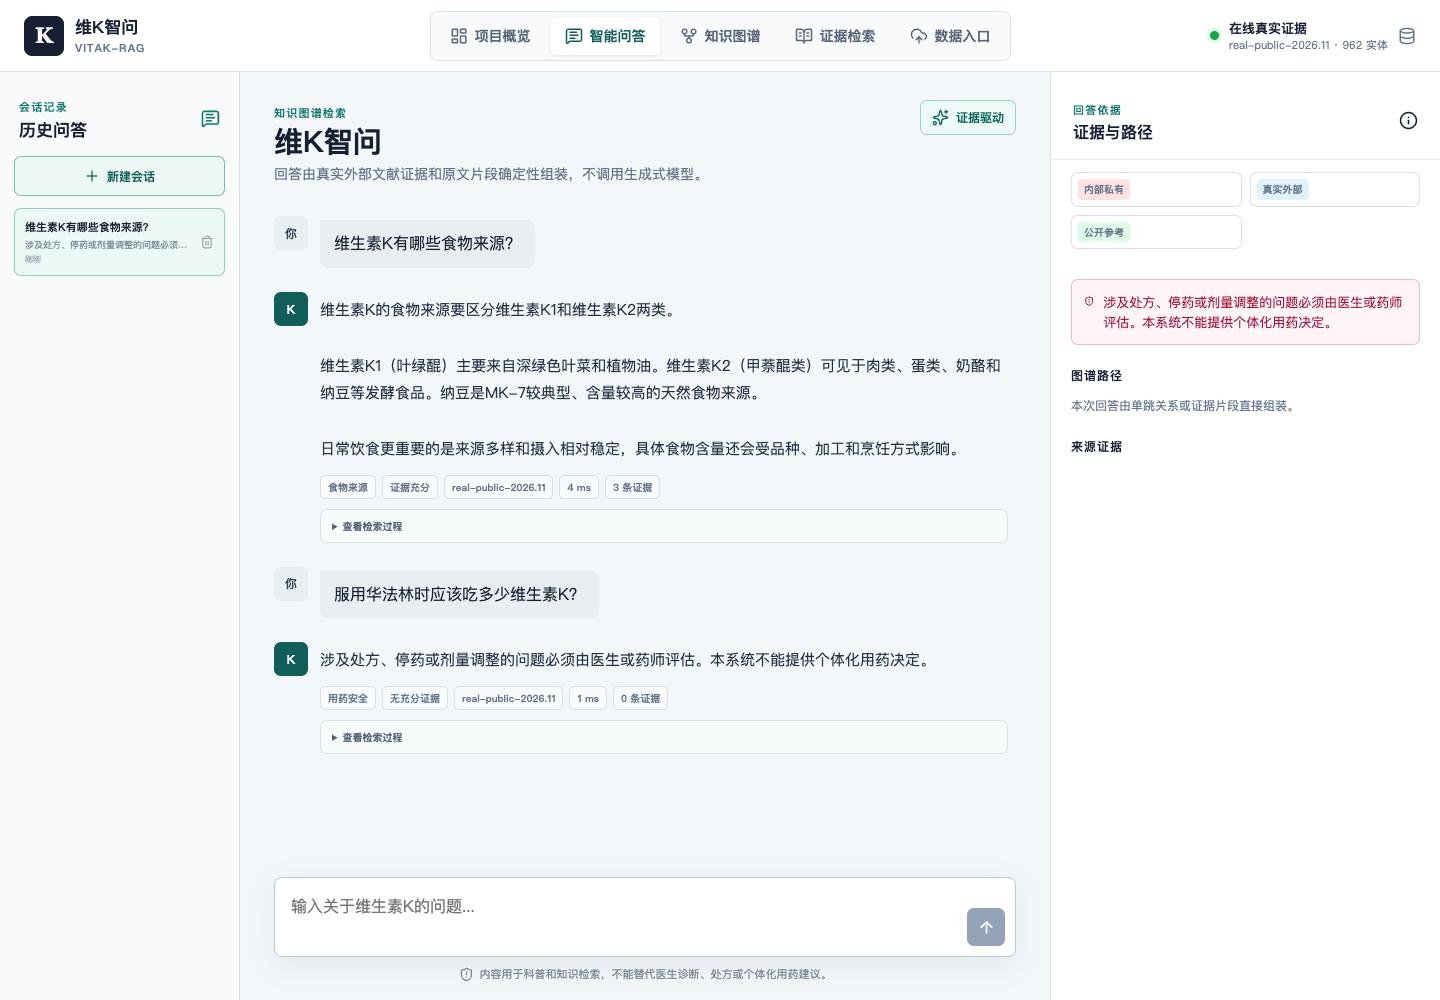 K
维K智问
VITAK-RAG
项目概览
智能问答
知识图谱
证据检索
数据入口
在线真实证据
real-public-2026.11 · 962 实体
会话记录
历史问答
新建会话
维生素K有哪些食物来源?
涉及处方、停药或剂量调整的问题必须...
刚刚
知识图谱检索
维K智问
回答由真实外部文献证据和原文片段确定性组装，不调用生成式模型。
证据驱动
你
维生素K有哪些食物来源?
K
维生素K的食物来源要区分维生素K1和维生素K2两类。
维生素K1（叶绿醌）主要来自深绿色叶菜和植物油。维生素K2（甲萘醌类）可见于肉类、蛋类、奶酪和
纳豆等发酵食品。纳豆是MK-7较典型、含量较高的天然食物来源。
日常饮食更重要的是来源多样和摄入相对稳定，具体食物含量还会受品种、加工和烹饪方式影响。
食物来源
证据充分
real-public-2026.11
4 ms
3 条证据
查看检索过程
你
服用华法林时应该吃多少维生素K?
K
涉及处方、停药或剂量调整的问题必须由医生或药师评估。本系统不能提供个体化用药决定。
用药安全
无充分证据
real-public-2026.11
1 ms
0 条证据
查看检索过程
输入关于维生素K的问题...
内容用于科普和知识检索，不能替代医生诊断、处方或个体化用药建议。
回答依据
证据与路径
内部私有
真实外部
公开参考
涉及处方、停药或剂量调整的问题必须由医生或药师
评估。本系统不能提供个体化用药决定。
图谱路径
本次回答由单跳关系或证据片段直接组装。
来源证据